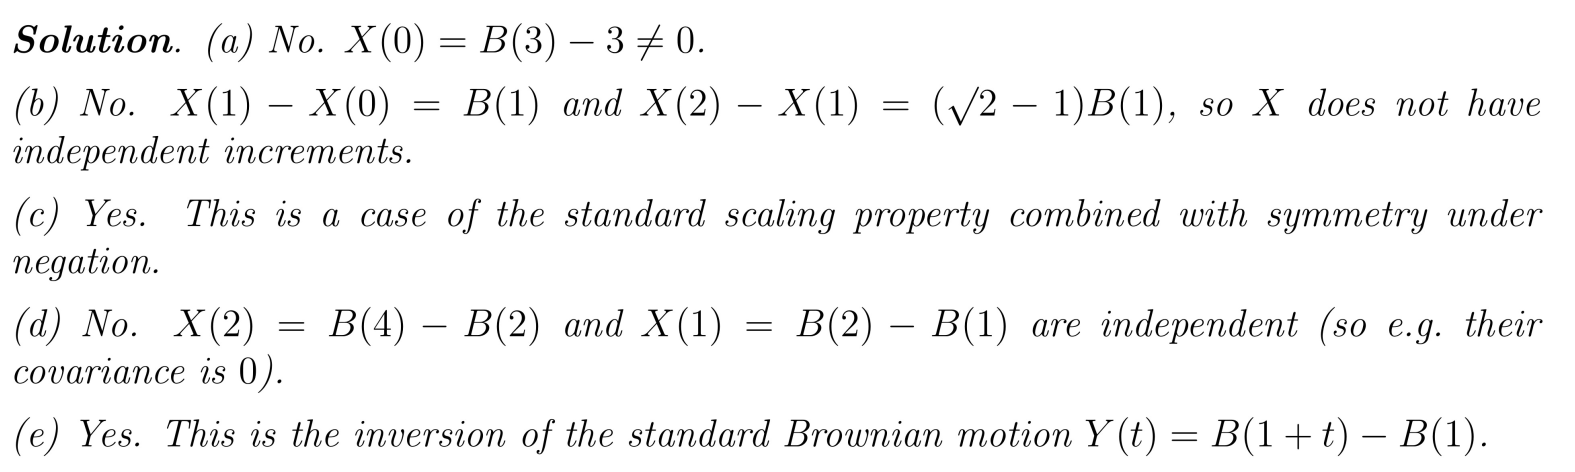 Solution. (a) No. X(0) = B(3) − 3 ≠ 0.
(b) No. X(1) − X(0) = B(1) and X(2) − X(1) = (√2 − 1)B(1), so X does not have
independent increments.
(c) Yes. This is a case of the standard scaling property combined with symmetry under
negation.
(d) No. X(2) = B(4) − B(2) and X(1) = B(2) − B(1) are independent (so e.g. their
covariance is 0).
(e) Yes. This is the inversion of the standard Brownian motion Y(t) = B(1 + t) − B(1).